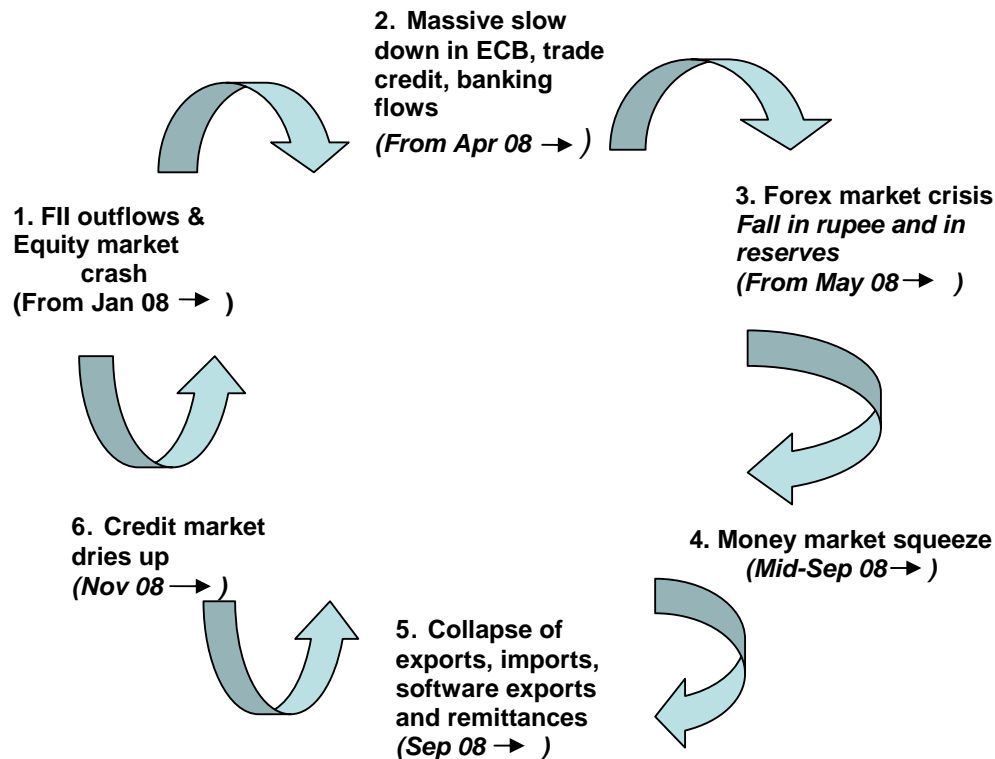 1. FII outflows &
Equity market
crash
(From Jan 08 → )
2. Massive slow
down in ECB, trade
credit, banking
flows
(From Apr 08 → )
3. Forex market crisis
Fall in rupee and in
reserves
(From May 08 → )
4. Money market squeeze
(Mid-Sep 08 → )
5. Collapse of
exports, imports,
software exports
and remittances
(Sep 08 → )
6. Credit market
dries up
(Nov 08 → )